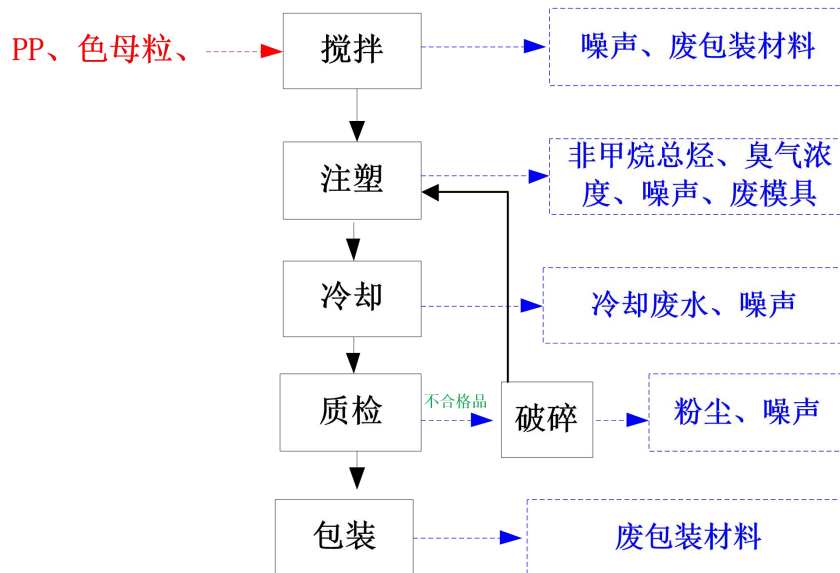 PP、色母粒、
搅拌
噪声、废包装材料
注塑
非甲烷总烃、臭气浓
度、噪声、废模具
冷却
冷却废水、噪声
质检
不合格品
破碎
粉尘、噪声
包装
废包装材料